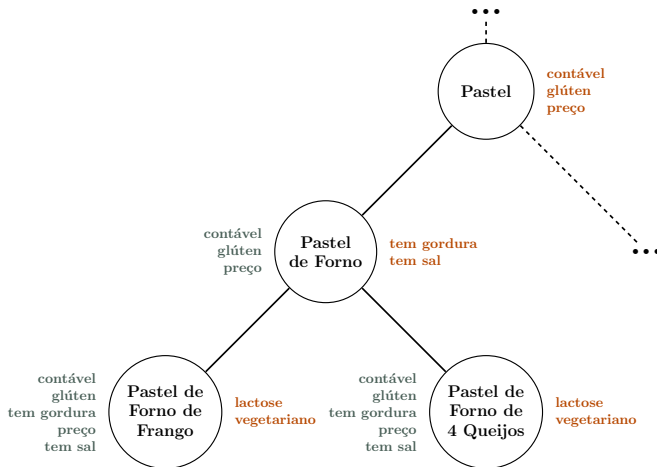 ...
Pastel
contável
glúten
preço
...
contável
glúten
preço
Pastel
de Forno
tem gordura
tem sal
contável
glúten
tem gordura
preço
tem sal
Pastel de
Forno de
Frango
lactose
vegetariano
contável
glúten
tem gordura
preço
tem sal
Pastel de
Forno de
4 Queijos
lactose
vegetariano